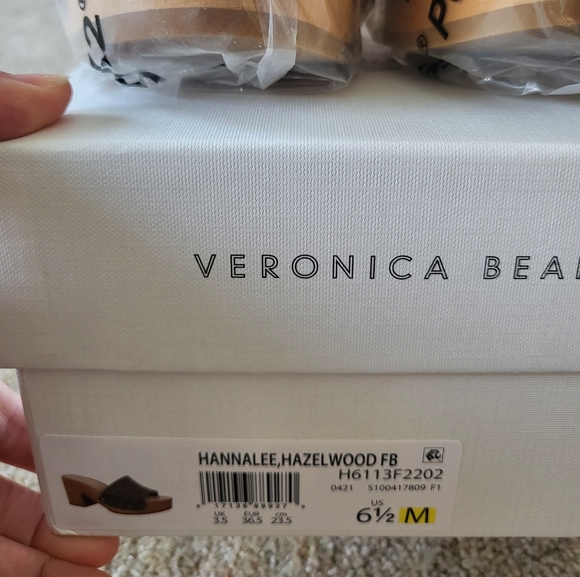 VERONICA BEA
HANNALEE,HAZELWOOD FB
H6113F2202
0421 5100417809 F1
UK EUR cm US
3.5 36.5 23.5 6½ M